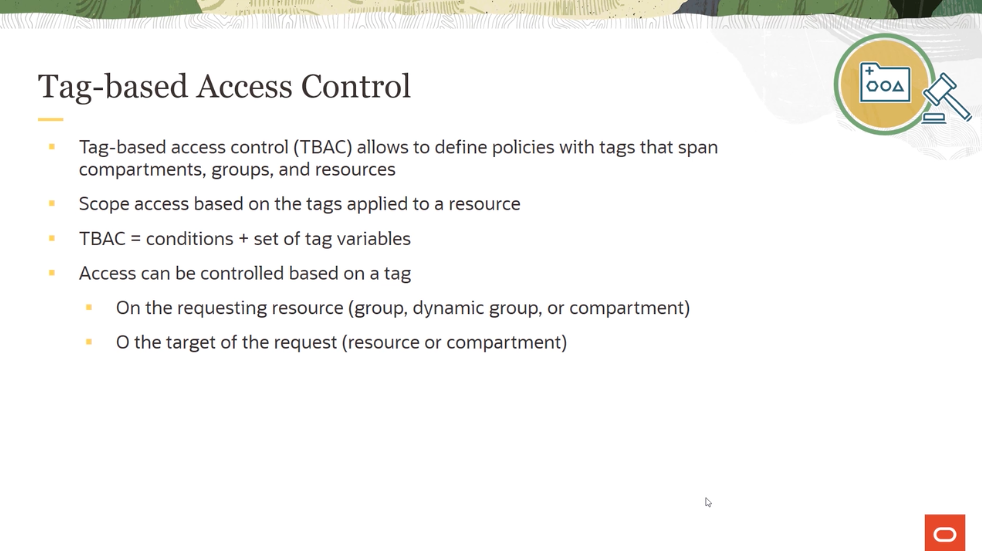 Tag-based Access Control
Tag-based access control (TBAC) allows to define policies with tags that span
compartments, groups, and resources
Scope access based on the tags applied to a resource
TBAC = conditions + set of tag variables
Access can be controlled based on a tag
On the requesting resource (group, dynamic group, or compartment)
O the target of the request (resource or compartment)